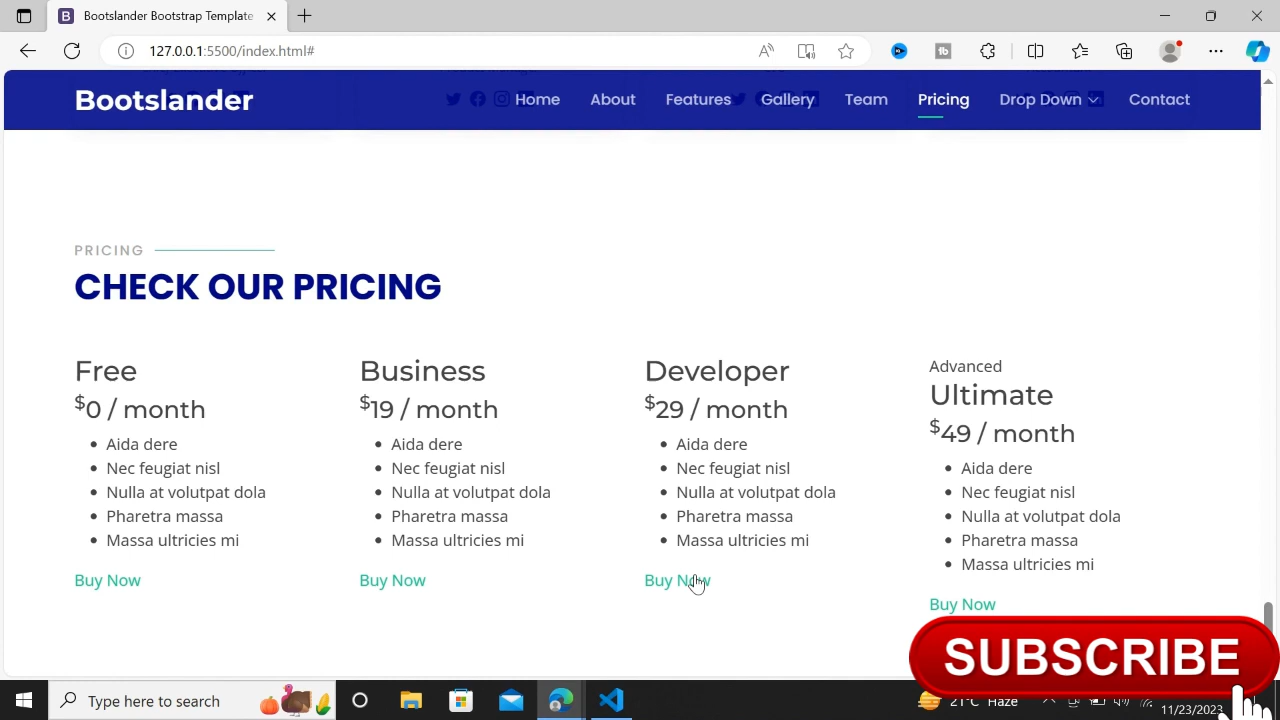 Bootslander Bootstrap Template
127.0.0.1:5500/index.html#
Bootslander
Home
About
Features
Gallery
Team
Pricing
Drop Down
Contact
PRICING
CHECK OUR PRICING
Free
$0 / month
Aida dere
Nec feugiat nisl
Nulla at volutpat dola
Pharetra massa
Massa ultricies mi
Buy Now
Business
$19 / month
Aida dere
Nec feugiat nisl
Nulla at volutpat dola
Pharetra massa
Massa ultricies mi
Buy Now
Developer
$29 / month
Aida dere
Nec feugiat nisl
Nulla at volutpat dola
Pharetra massa
Massa ultricies mi
Buy Now
Advanced
Ultimate
$49 / month
Aida dere
Nec feugiat nisl
Nulla at volutpat dola
Pharetra massa
Massa ultricies mi
Buy Now
SUBSCRIBE
Type here to search
21°C Haze
11/23/2023